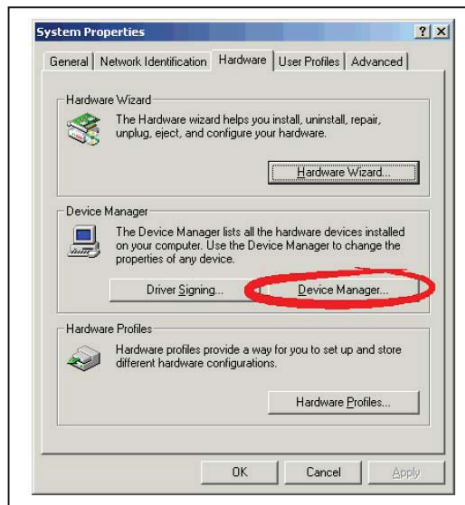 System Properties
General Network Identification Hardware User Profiles Advanced
Hardware Wizard
The Hardware wizard helps you install, uninstall, repair,
unplug, eject, and configure your hardware.
Hardware Wizard...
Device Manager
The Device Manager lists all the hardware devices installed
on your computer. Use the Device Manager to change the
properties of any device.
Driver Signing... Device Manager...
Hardware Profiles
Hardware profiles provide a way for you to set up and store
different hardware configurations.
Hardware Profiles...
OK Cancel Apply